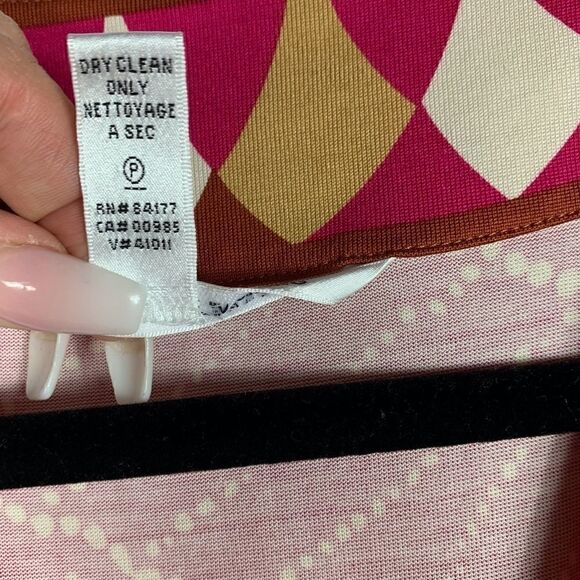 DRY CLEAN
ONLY
NETTOYAGE
A SEC
P
RN# 84177
CA# 00985
V# 41011